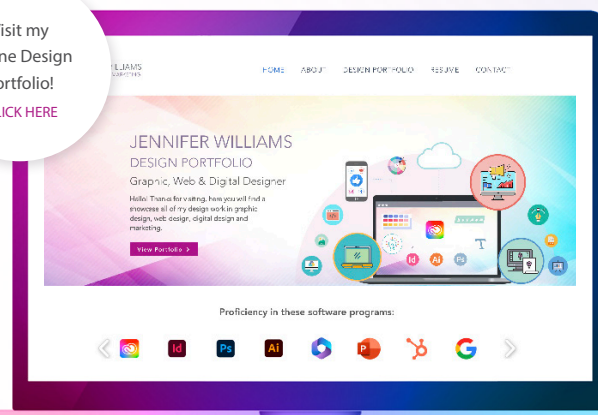 isit my
ne Design
ortfolio!
LICK HERE
LLIAMS
HOME ABOUT DESIGN PORTFOLIO RESUME CONTACT
JENNIFER WILLIAMS
DESIGN PORTFOLIO
Graphic, Web & Digital Designer
Hello! Thanks for visiting, here you will find a
showcase all of my design work in graphic
design, web design, digital design and
marketing.
View Portfolio >
T
Id Ai Ps
Proficiency in these software programs:
Id Ps Ai P G